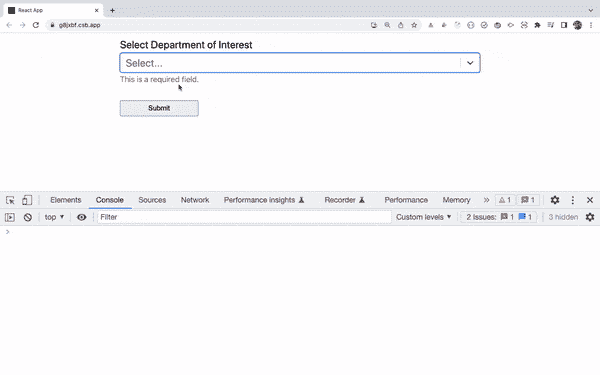 React App
g8jxbf.csb.app
Select Department of Interest
Select...
This is a required field.
Submit
Elements Console Sources Network Performance insights Recorder Performance Memory 1 1
top Filter Custom levels 2 Issues: 1 1 3 hidden